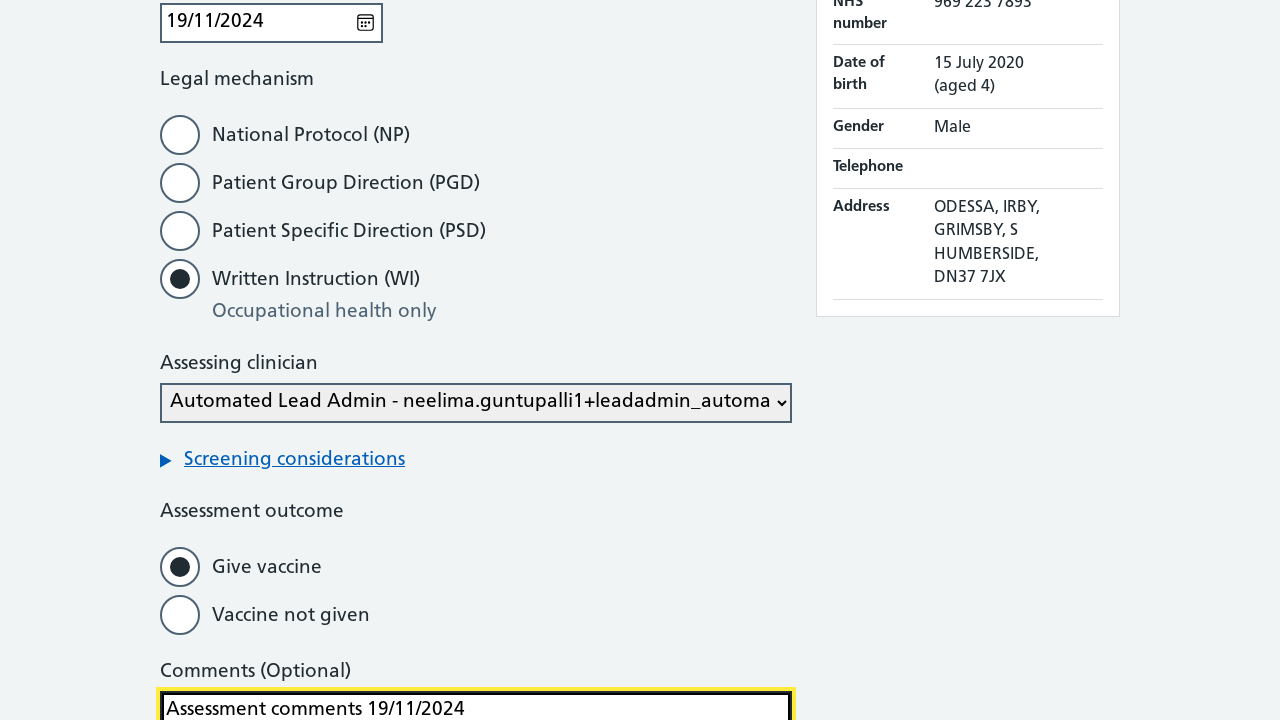 19/11/2024
Legal mechanism
National Protocol (NP)
Patient Group Direction (PGD)
Patient Specific Direction (PSD)
Written Instruction (WI)
Occupational health only
Assessing clinician
Automated Lead Admin - neelima.guntupalli1+leadadmin_automa
Screening considerations
Assessment outcome
Give vaccine
Vaccine not given
Comments (Optional)
Assessment comments 19/11/2024
NHS number 969 223 7893
Date of birth 15 July 2020 (aged 4)
Gender Male
Telephone
Address ODESSA, IRBY,
GRIMSBY, S
HUMBERSIDE,
DN37 7JX